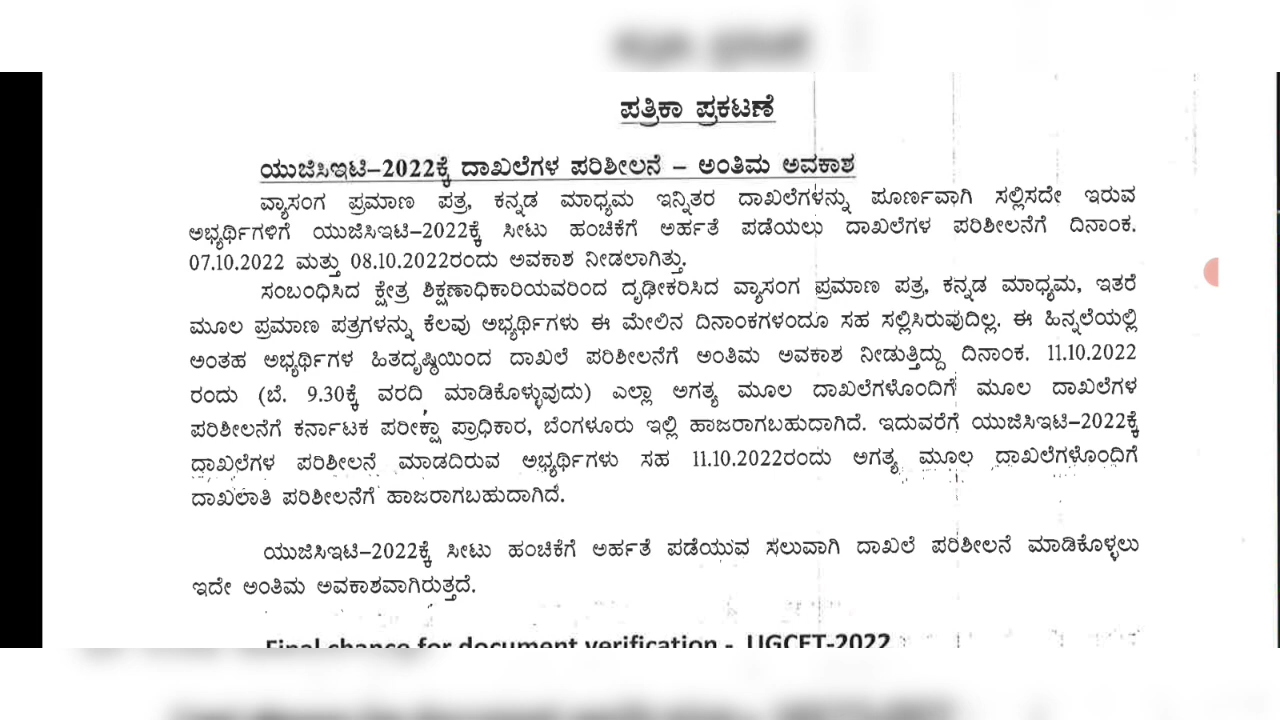 ಪತ್ರಿಕಾ ಪ್ರಕಟಣೆ
ಯುಜಿಸಿಇಟಿ–2022ಕ್ಕೆ ದಾಖಲೆಗಳ ಪರಿಶೀಲನೆ – ಅಂತಿಮ ಅವಕಾಶ
ವ್ಯಾಸಂಗ ಪ್ರಮಾಣ ಪತ್ರ, ಕನ್ನಡ ಮಾಧ್ಯಮ ಇನ್ನಿತರ ದಾಖಲೆಗಳನ್ನು ಪೂರ್ಣವಾಗಿ ಸಲ್ಲಿಸದೇ ಇರುವ
ಅಭ್ಯರ್ಥಿಗಳಿಗೆ ಯುಜಿಸಿಇಟಿ–2022ಕ್ಕೆ ಸೀಟು ಹಂಚಿಕೆಗೆ ಅರ್ಹತೆ ಪಡೆಯಲು ದಾಖಲೆಗಳ ಪರಿಶೀಲನೆಗೆ ದಿನಾಂಕ.
07.10.2022 ಮತ್ತು 08.10.2022ರಂದು ಅವಕಾಶ ನೀಡಲಾಗಿತ್ತು.
ಸಂಬಂಧಿಸಿದ ಕ್ಷೇತ್ರ ಶಿಕ್ಷಣಾಧಿಕಾರಿಯವರಿಂದ ದೃಢೀಕರಿಸಿದ ವ್ಯಾಸಂಗ ಪ್ರಮಾಣ ಪತ್ರ, ಕನ್ನಡ ಮಾಧ್ಯಮ, ಇತರೆ
ಮೂಲ ಪ್ರಮಾಣ ಪತ್ರಗಳನ್ನು ಕೆಲವು ಅಭ್ಯರ್ಥಿಗಳು ಈ ಮೇಲಿನ ದಿನಾಂಕಗಳಂದೂ ಸಹ ಸಲ್ಲಿಸಿರುವುದಿಲ್ಲ. ಈ ಹಿನ್ನಲೆಯಲ್ಲಿ
ಅಂತಹ ಅಭ್ಯರ್ಥಿಗಳ ಹಿತದೃಷ್ಠಿಯಿಂದ ದಾಖಲೆ ಪರಿಶೀಲನೆಗೆ ಅಂತಿಮ ಅವಕಾಶ ನೀಡುತ್ತಿದ್ದು ದಿನಾಂಕ. 11.10.2022
ರಂದು (ಬೆ. 9.30ಕ್ಕೆ ವರದಿ ಮಾಡಿಕೊಳ್ಳುವುದು) ಎಲ್ಲಾ ಅಗತ್ಯ ಮೂಲ ದಾಖಲೆಗಳೊಂದಿಗೆ ಮೂಲ ದಾಖಲೆಗಳ
ಪರಿಶೀಲನೆಗೆ ಕರ್ನಾಟಕ ಪರೀಕ್ಷಾ ಪ್ರಾಧಿಕಾರ, ಬೆಂಗಳೂರು ಇಲ್ಲಿ ಹಾಜರಾಗಬಹುದಾಗಿದೆ. ಇದುವರೆಗೆ ಯುಜಿಸಿಇಟಿ–2022ಕ್ಕೆ
ದಾಖಲೆಗಳ ಪರಿಶೀಲನೆ ಮಾಡದಿರುವ ಅಭ್ಯರ್ಥಿಗಳು ಸಹ 11.10.2022ರಂದು ಅಗತ್ಯ ಮೂಲ ದಾಖಲೆಗಳೊಂದಿಗೆ
ದಾಖಲಾತಿ ಪರಿಶೀಲನೆಗೆ ಹಾಜರಾಗಬಹುದಾಗಿದೆ.
ಯುಜಿಸಿಇಟಿ–2022ಕ್ಕೆ ಸೀಟು ಹಂಚಿಕೆಗೆ ಅರ್ಹತೆ ಪಡೆಯುವ ಸಲುವಾಗಿ ದಾಖಲೆ ಪರಿಶೀಲನೆ ಮಾಡಿಕೊಳ್ಳಲು
ಇದೇ ಅಂತಿಮ ಅವಕಾಶವಾಗಿರುತ್ತದೆ.
Final chance for document verification - UGCET-2022